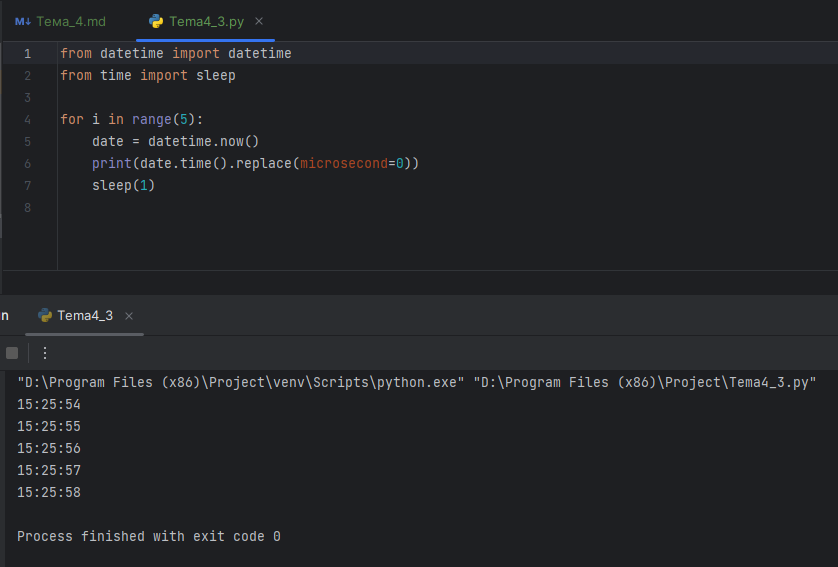 M↓ Тема_4.md Tema4_3.py ×
1 from datetime import datetime
2 from time import sleep
3
4 for i in range(5):
5     date = datetime.now()
6     print(date.time().replace(microsecond=0))
7     sleep(1)
8
n Tema4_3 ×
"D:\Program Files (x86)\Project\venv\Scripts\python.exe" "D:\Program Files (x86)\Project\Tema4_3.py"
15:25:54
15:25:55
15:25:56
15:25:57
15:25:58
Process finished with exit code 0